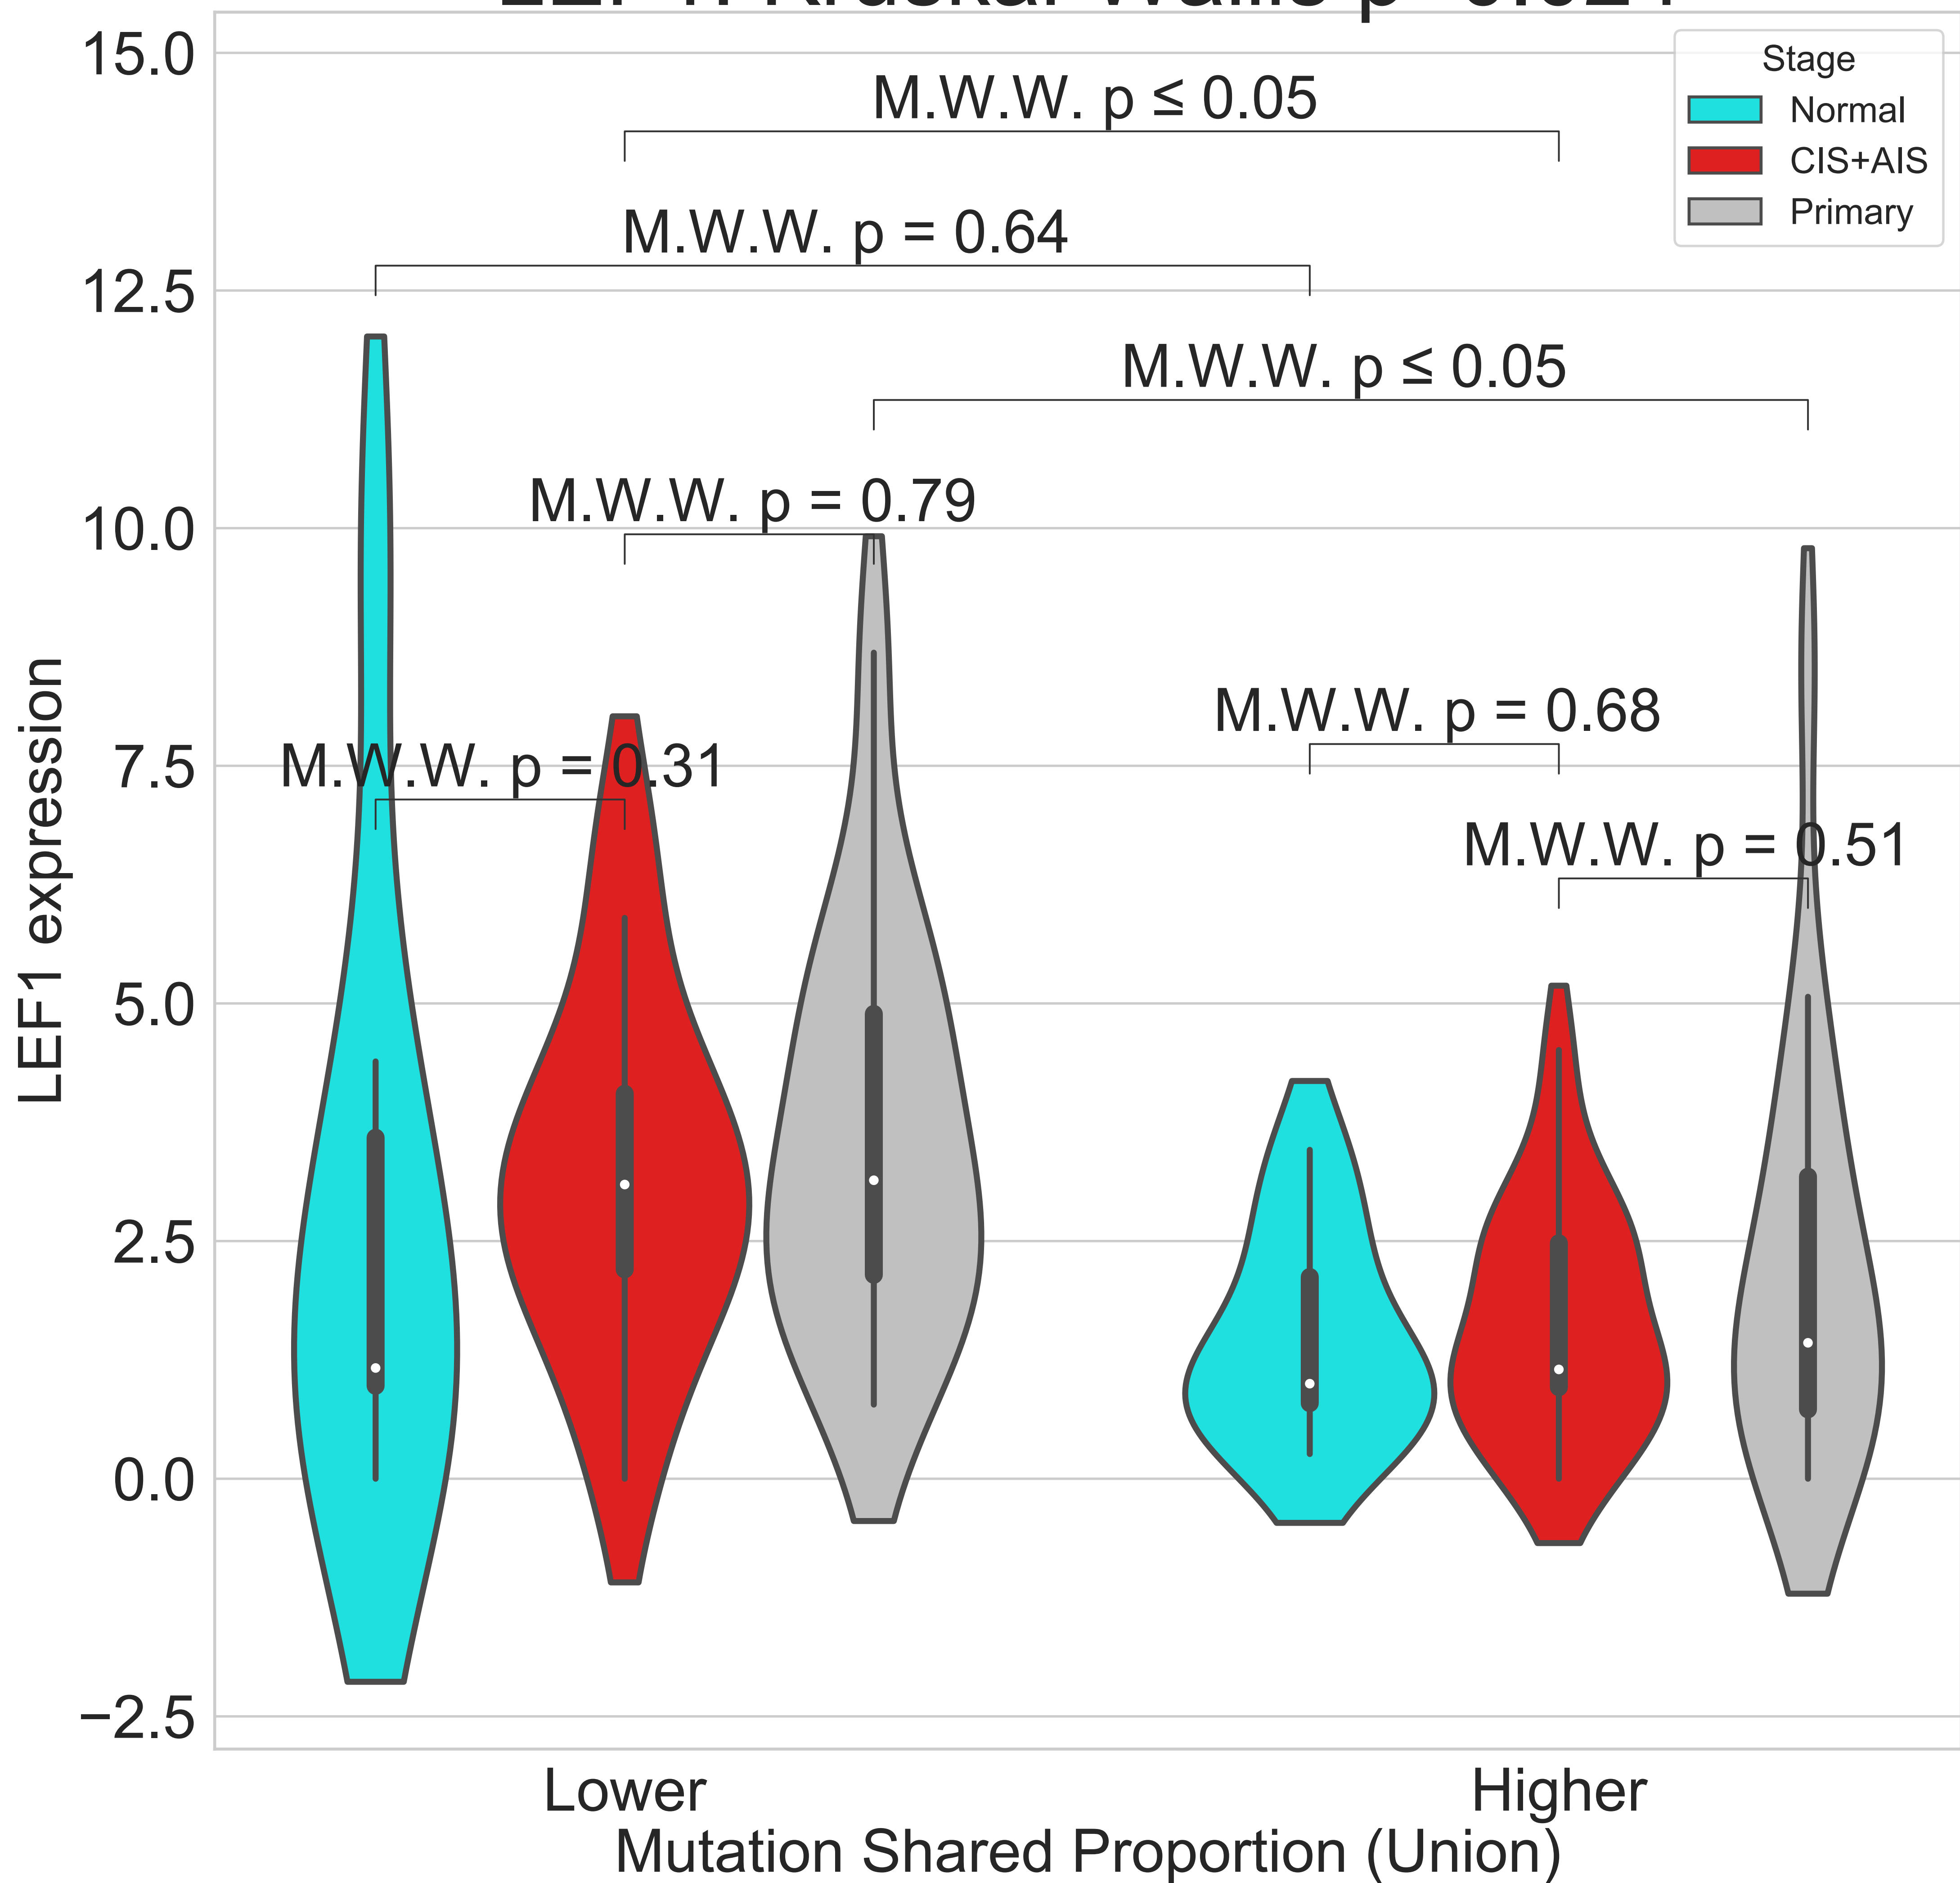 15.0
12.5
10.0
7.5
5.0
2.5
0.0
−2.5
LEF1 expression
Stage
Normal
CIS+AIS
Primary
M.W.W. p ≤ 0.05
M.W.W. p = 0.64
M.W.W. p ≤ 0.05
M.W.W. p = 0.79
M.W.W. p = 0.68
M.W.W. p = 0.31
M.W.W. p = 0.51
Lower
Higher
Mutation Shared Proportion (Union)